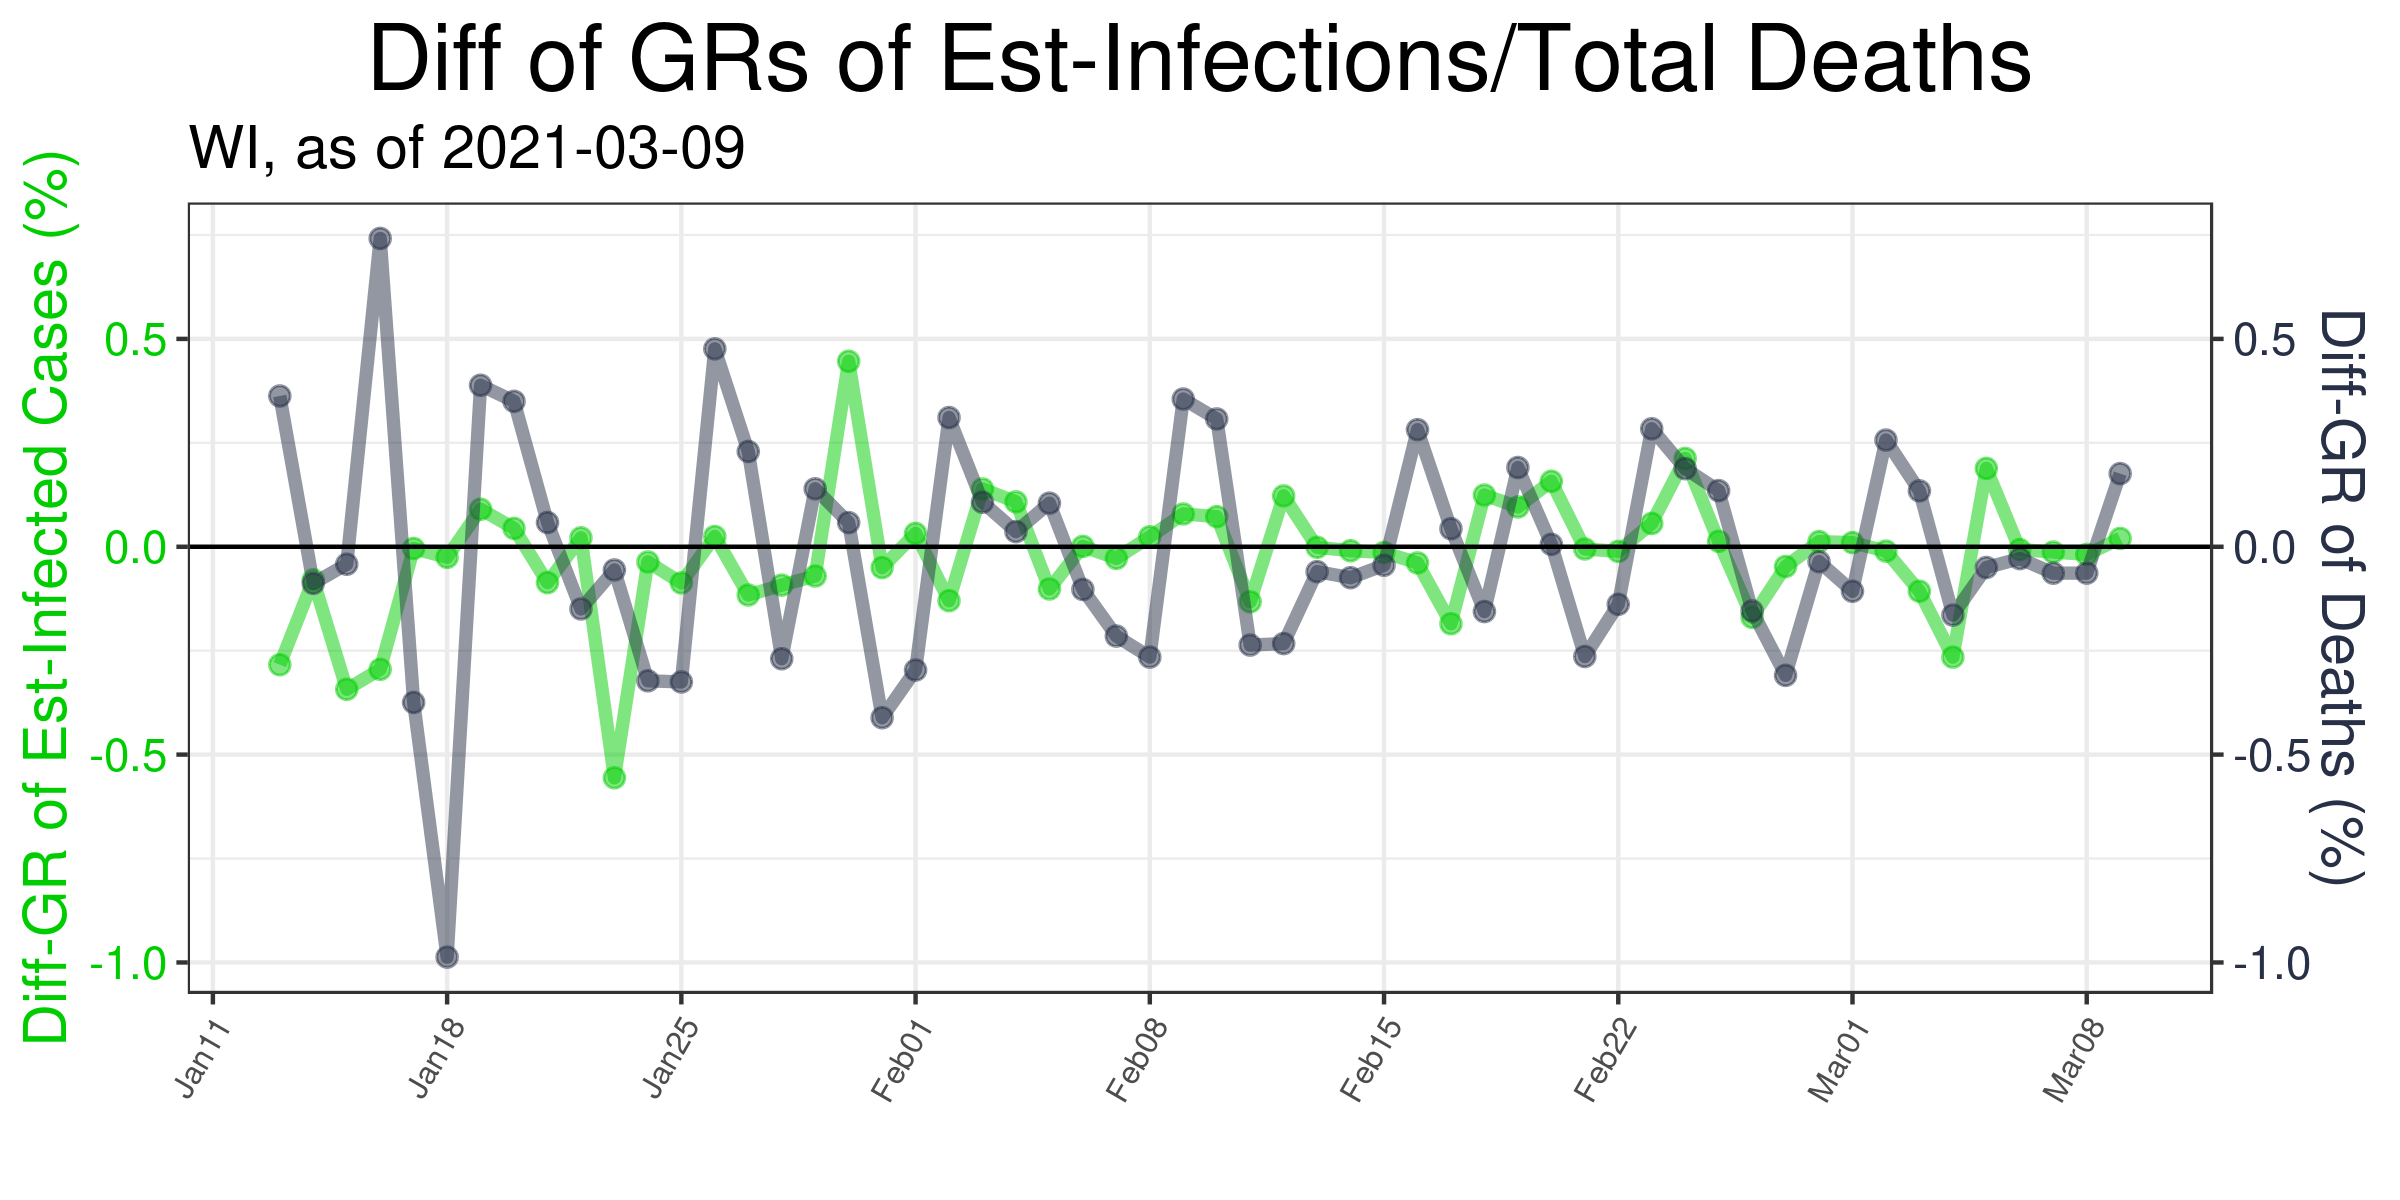 Diff of GRs of Est-Infections/Total Deaths
WI, as of 2021-03-09
Diff-GR of Est-Infected Cases (%)
0.5
0.0
-0.5
-1.0
0.5
0.0
-0.5
-1.0
Diff-GR of Deaths (%)
Jan11
Jan18
Jan25
Feb01
Feb08
Feb15
Feb22
Mar01
Mar08